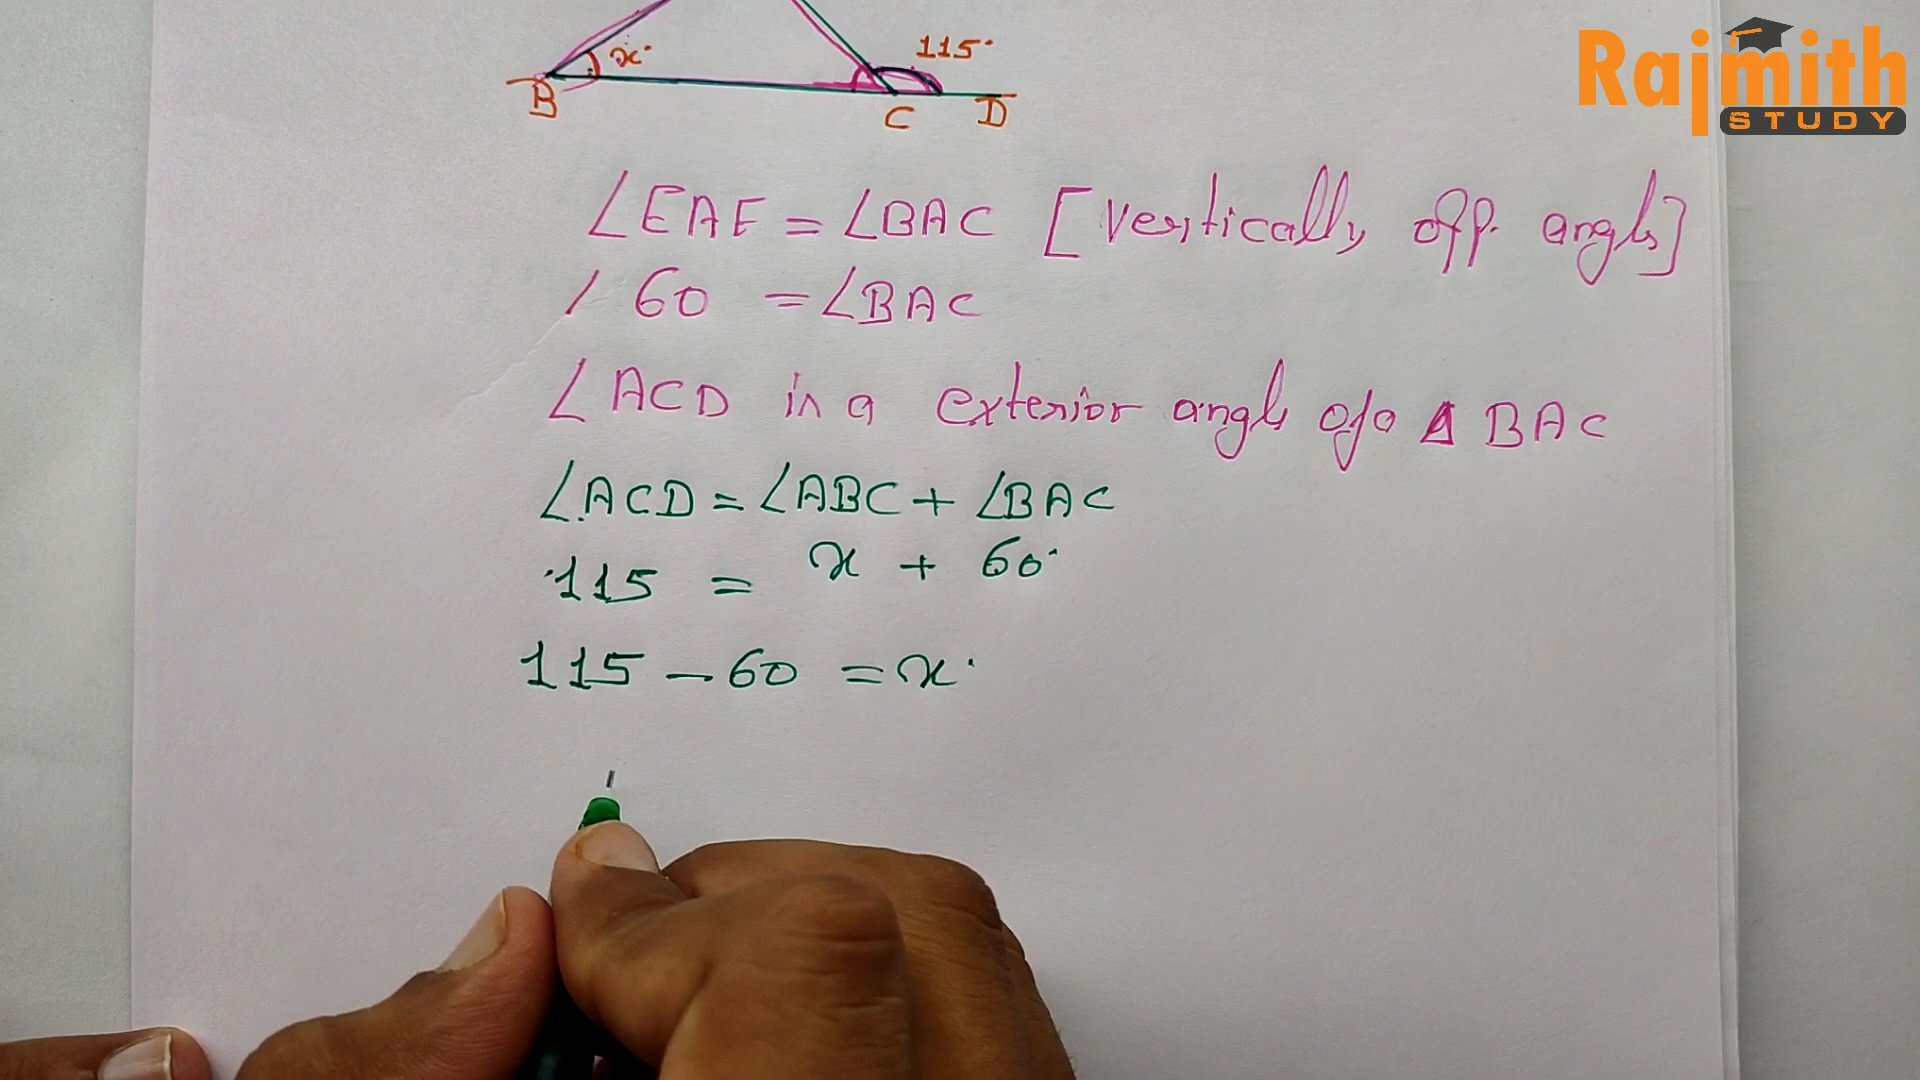 115°
Rajmith
STUDY
x°
B
C
D
∠EAF = ∠BAC [Vertically opp. angls]
∠60 = ∠BAC
∠ACD is a exterior angle of a Δ BAC
∠ACD = ∠ABC + ∠BAC
115 = x + 60°
115 - 60 = x°